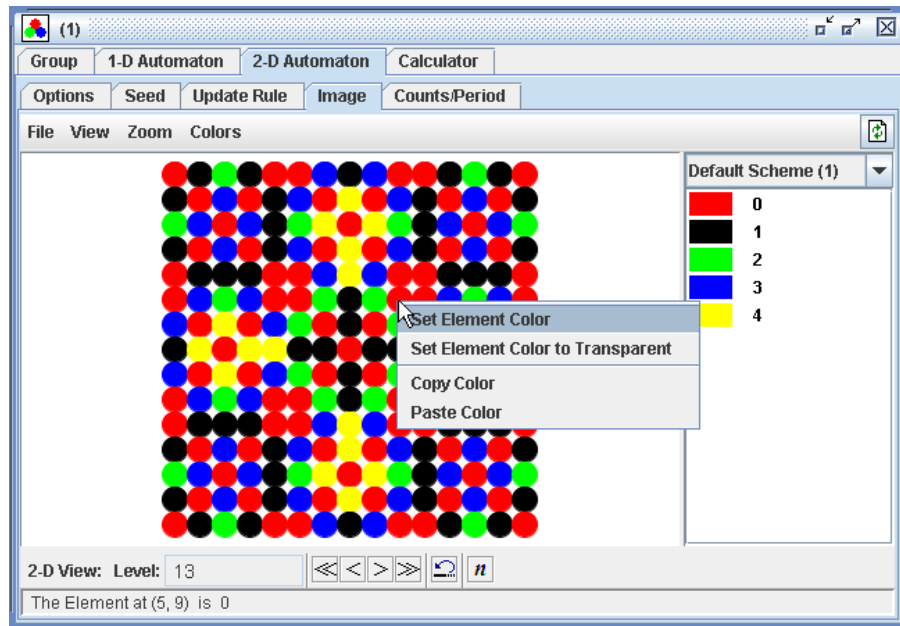 (1)
Group 1-D Automaton 2-D Automaton Calculator
Options Seed Update Rule Image Counts/Period
File View Zoom Colors
Default Scheme (1)
0
1
2
3
4
Set Element Color
Set Element Color to Transparent
Copy Color
Paste Color
2-D View: Level: 13 << < > >> n
The Element at (5, 9) is 0